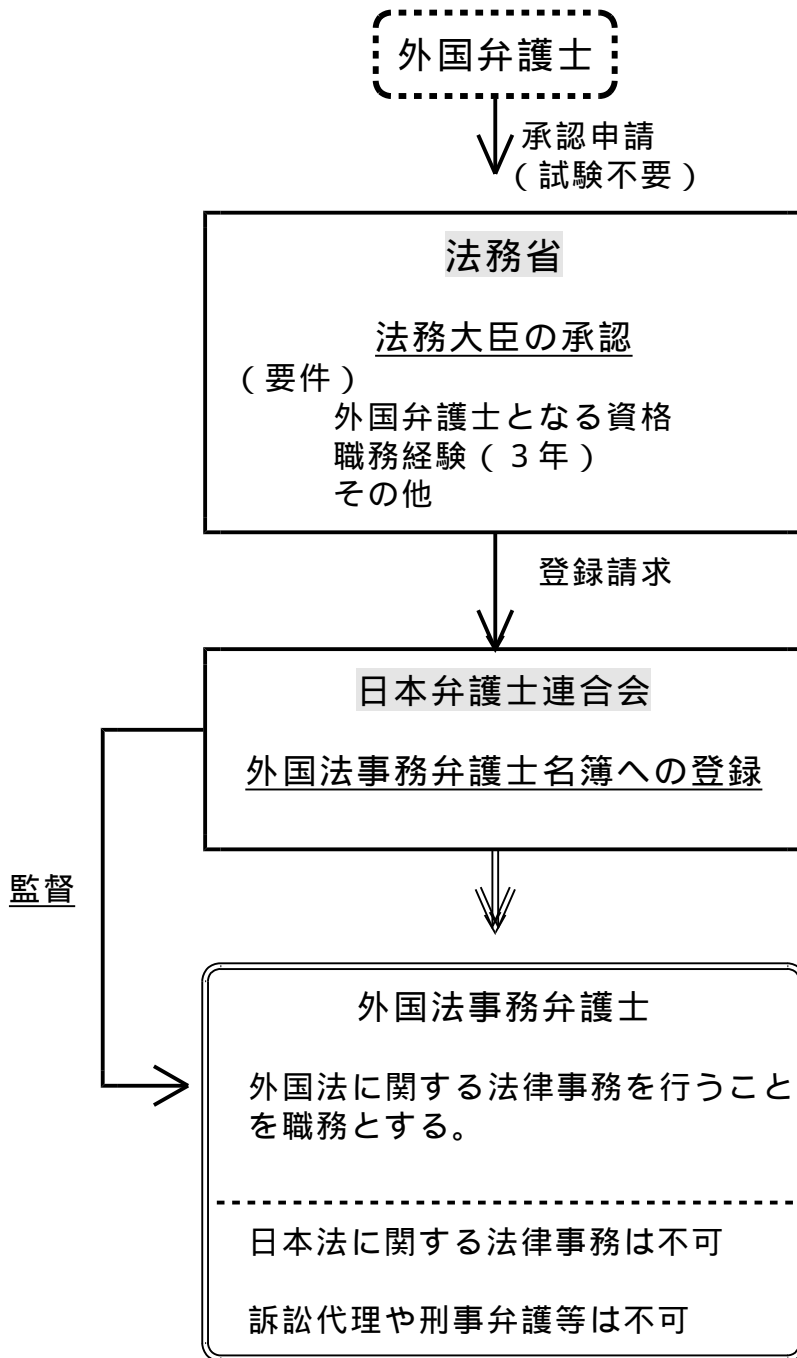 外国弁護士
承認申請
（試験不要）
法務省
法務大臣の承認
（要件）
外国弁護士となる資格
職務経験（３年）
その他
登録請求
日本弁護士連合会
外国法事務弁護士名簿への登録
監督
外国法事務弁護士
外国法に関する法律事務を行うこと
を職務とする。
日本法に関する法律事務は不可
訴訟代理や刑事弁護等は不可